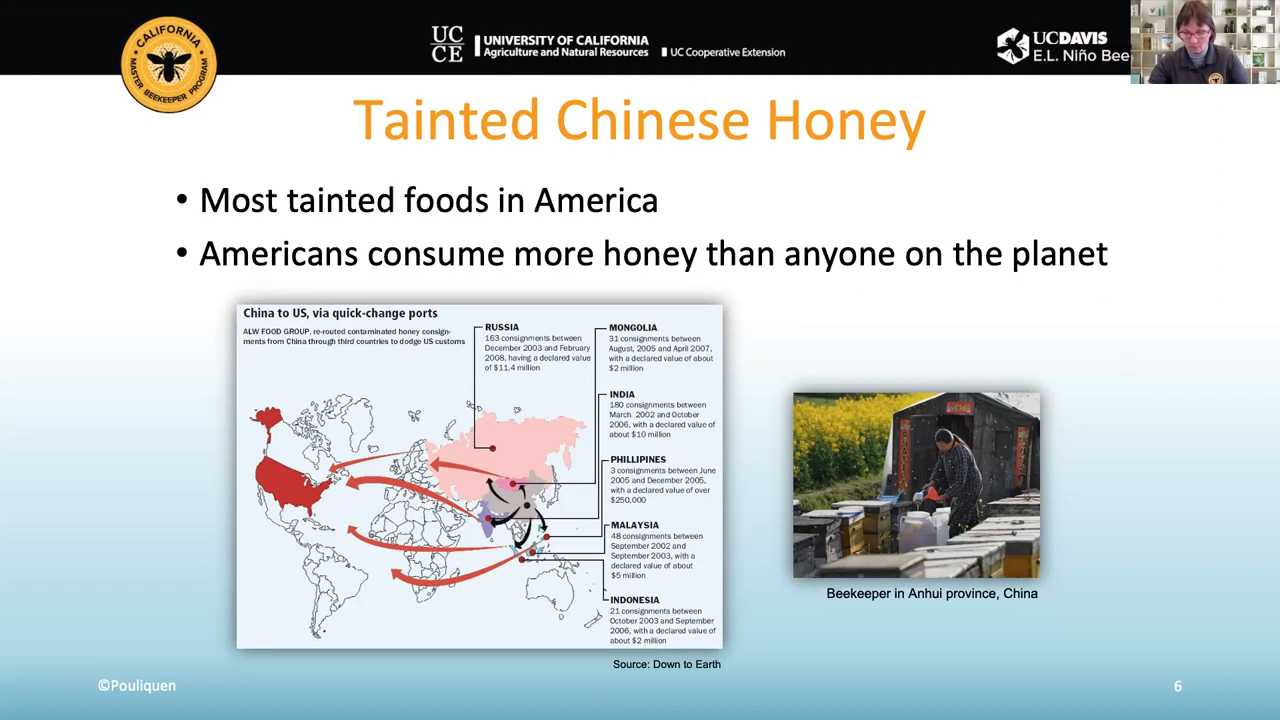 CALIFORNIA
MASTER BEEKEEPER PROGRAM
UC
CE
UNIVERSITY OF CALIFORNIA
Agriculture and Natural Resources
UC Cooperative Extension
UCDAVIS
E.L. Niño Bee
Tainted Chinese Honey
• Most tainted foods in America
• Americans consume more honey than anyone on the planet
China to US, via quick-change ports
ALW FOOD GROUP, re-routed contaminated honey consign-
ments from China through third countries to dodge US customs
RUSSIA
163 consignments between
December 2003 and February
2008, having a declared value
of $11.4 million
MONGOLIA
31 consignments between
August, 2005 and April 2007,
with a declared value of about
$2 million
INDIA
180 consignments between
March 2002 and October
2006, with a declared value of
about $10 million
PHILLIPINES
3 consignments between June
2005 and December 2005,
with a declared value of over
$250,000
MALAYSIA
48 consignments between
September 2002 and
September 2003, with a
declared value of about
$5 million
INDONESIA
21 consignments between
October 2003 and September
2006, with a declared value of
about $2 million
Source: Down to Earth
Beekeeper in Anhui province, China
©Pouliquen
6